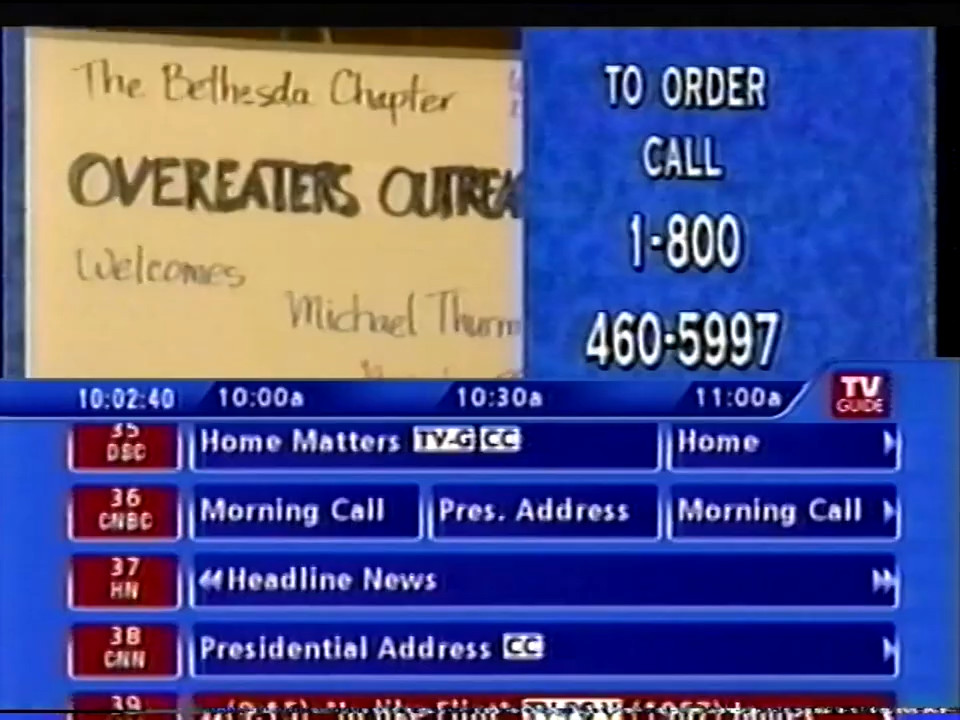 The Bethesda Chapter
OVEREATERS OUTREA
Welcomes
Michael Thurm
TO ORDER
CALL
1-800
460-5997
10:02:40 10:00a 10:30a 11:00a TV GUIDE
35 DSC Home Matters TV-G CC Home
36 CNBC Morning Call Pres. Address Morning Call
37 HN Headline News
38 CNN Presidential Address CC
39